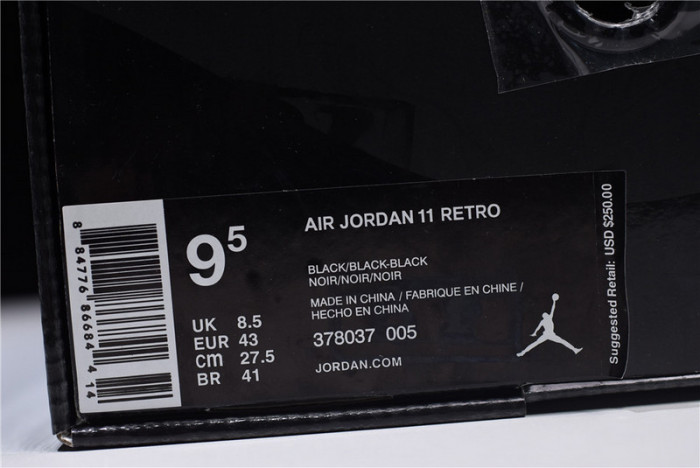 8 84776 86684 4 14
9⁵
UK 8.5
EUR 43
cm 27.5
BR 41
AIR JORDAN 11 RETRO
BLACK/BLACK-BLACK
NOIR/NOIR/NOIR
MADE IN CHINA / FABRIQUE EN CHINE /
HECHO EN CHINA
378037 005
JORDAN.COM
Suggested Retail: USD $250.00